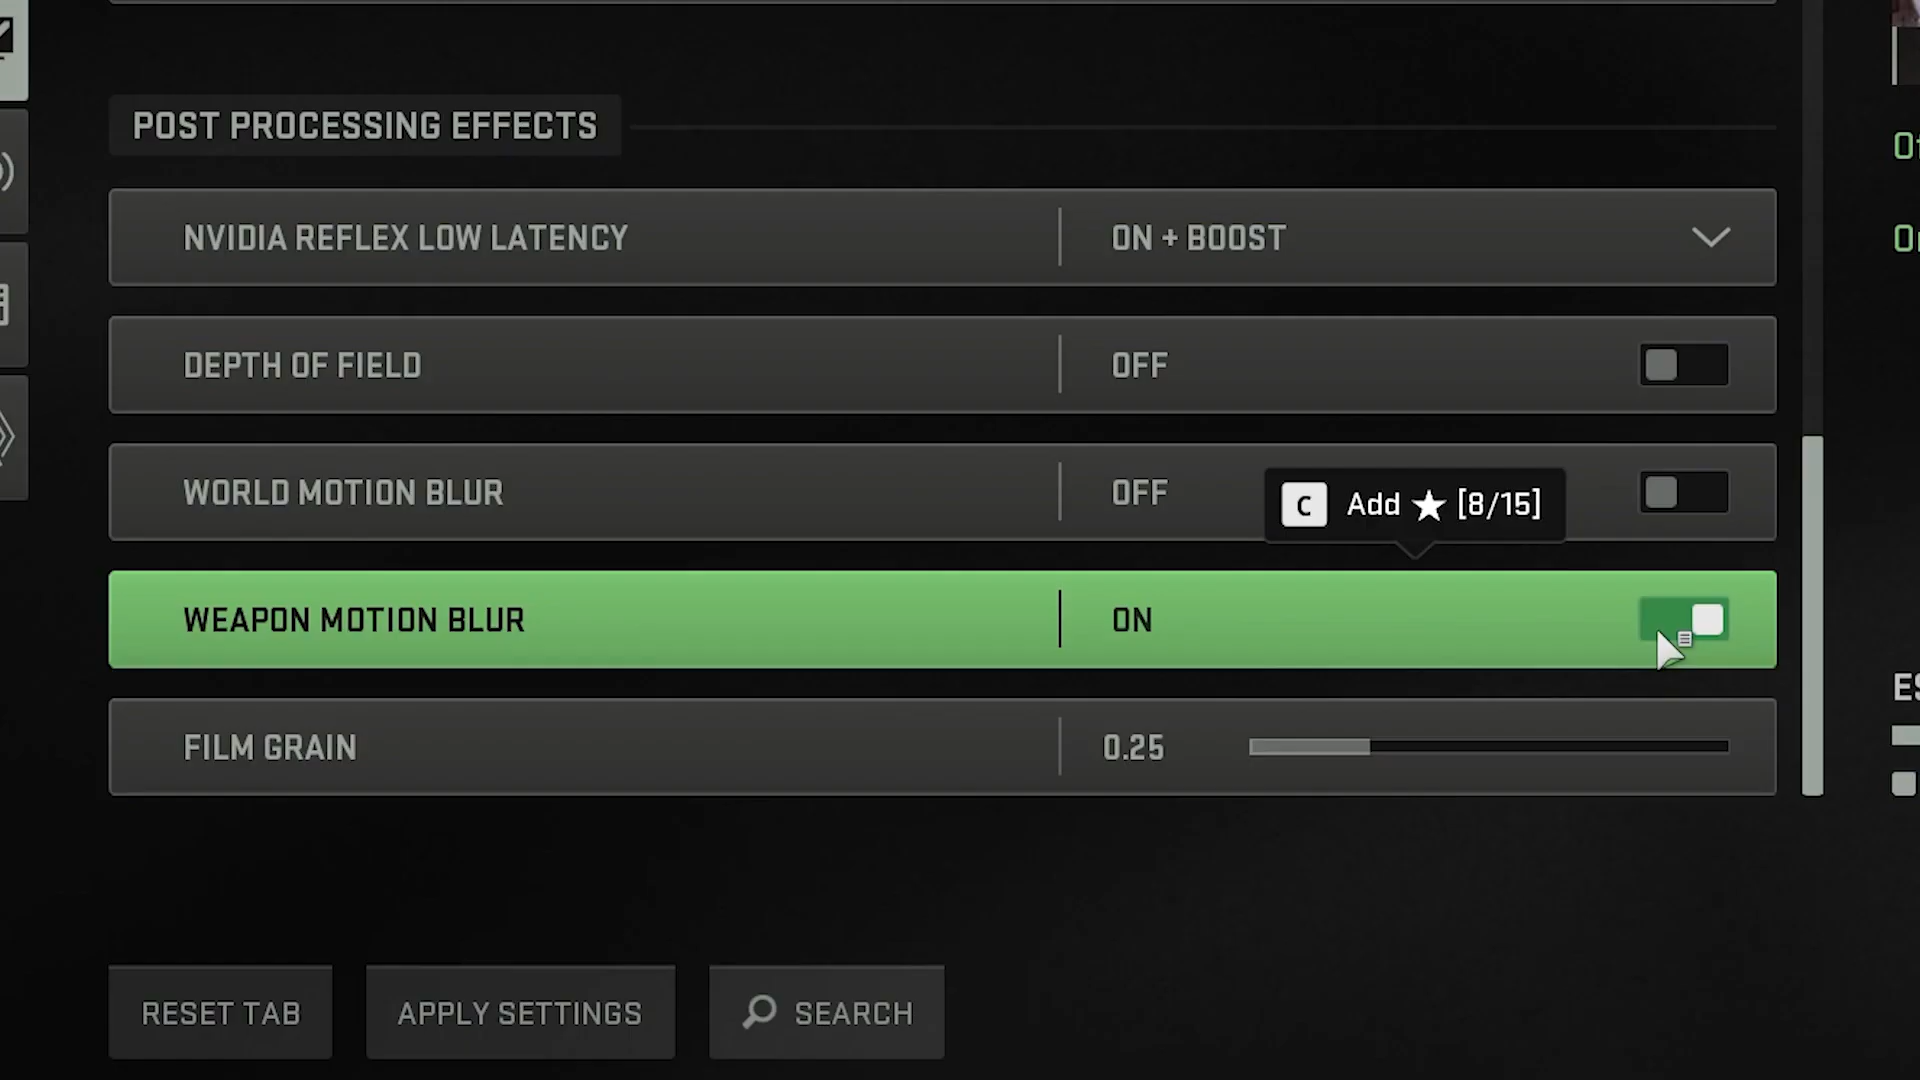 POST PROCESSING EFFECTS
NVIDIA REFLEX LOW LATENCY ON + BOOST
DEPTH OF FIELD OFF
WORLD MOTION BLUR OFF
C Add ★ [8/15]
WEAPON MOTION BLUR ON
FILM GRAIN 0.25
RESET TAB APPLY SETTINGS SEARCH